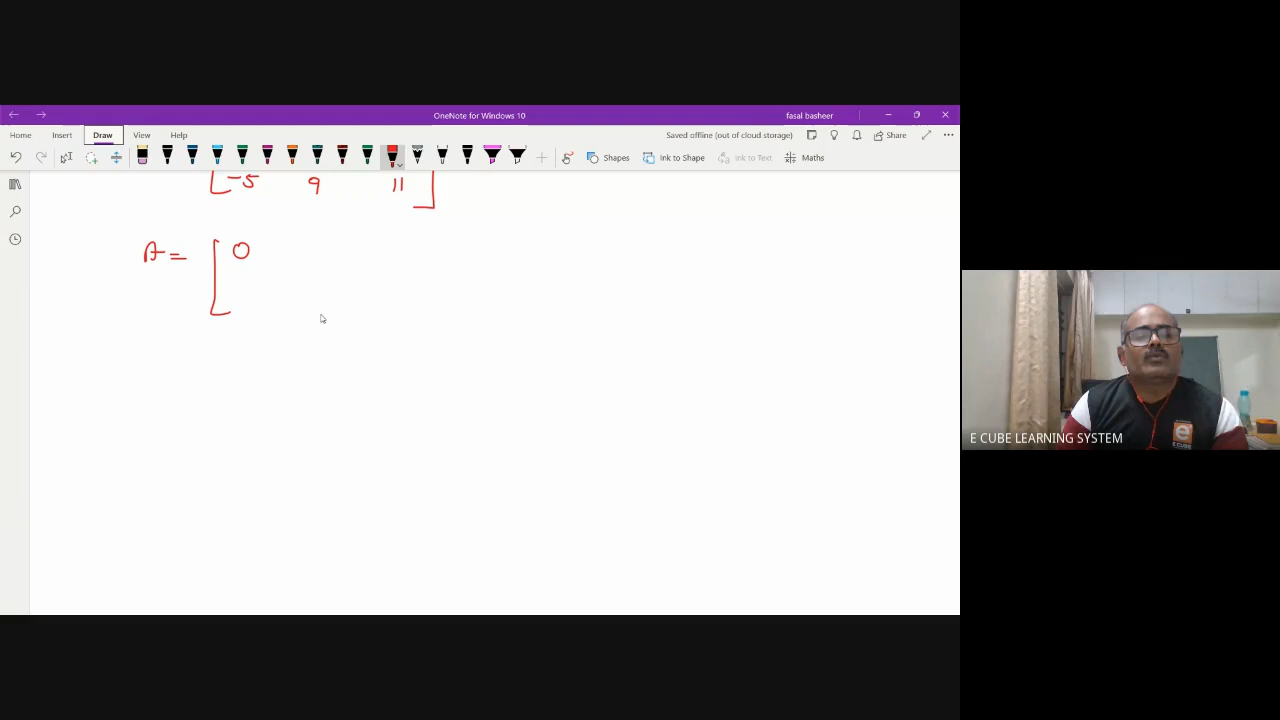 OneNote for Windows 10
fasal basheer
Home Insert Draw View Help
Saved offline (out of cloud storage)
Share
Shapes
Ink to Shape
Ink to Text
Maths
-5 9 11
A = [ 0
E CUBE
E CUBE LEARNING SYSTEM